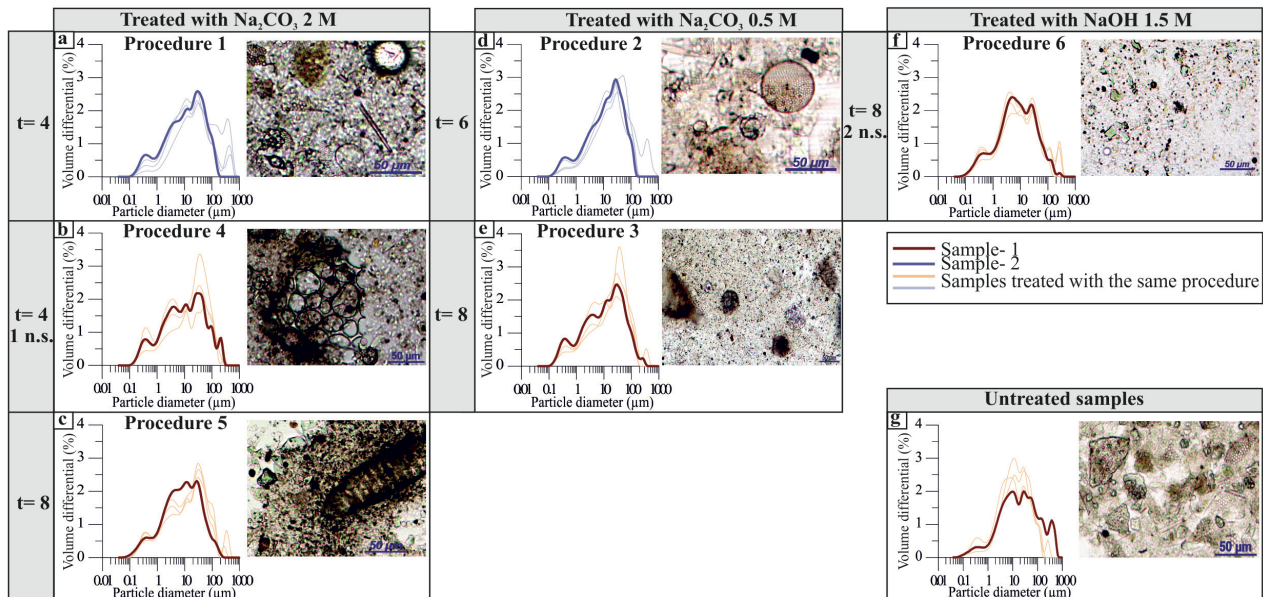 Treated with Na₂CO₃ 2 M
Treated with Na₂CO₃ 0.5 M
Treated with NaOH 1.5 M
t= 4
a
Procedure 1
Volume differential (%)
4
3
2
1
0
0.01 0.1 1 10 100 1000
Particle diameter (µm)
50 µm
t= 6
d
Procedure 2
Volume differential (%)
4
3
2
1
0
0.01 0.1 1 10 100 1000
Particle diameter (µm)
50 µm
t= 8
2 n.s.
f
Procedure 6
Volume differential (%)
4
3
2
1
0
0.01 0.1 1 10 100 1000
Particle diameter (µm)
50 µm
t= 4
1 n.s.
b
Procedure 4
Volume differential (%)
4
3
2
1
0
0.01 0.1 1 10 100 1000
Particle diameter (µm)
50 µm
t= 8
e
Procedure 3
Volume differential (%)
4
3
2
1
0
0.01 0.1 1 10 100 1000
Particle diameter (µm)
Sample- 1
Sample- 2
Samples treated with the same procedure
t= 8
c
Procedure 5
Volume differential (%)
4
3
2
1
0
0.01 0.1 1 10 100 1000
Particle diameter (µm)
50 µm
Untreated samples
g
Volume differential (%)
4
3
2
1
0
0.01 0.1 1 10 100 1000
Particle diameter (µm)
50 µm